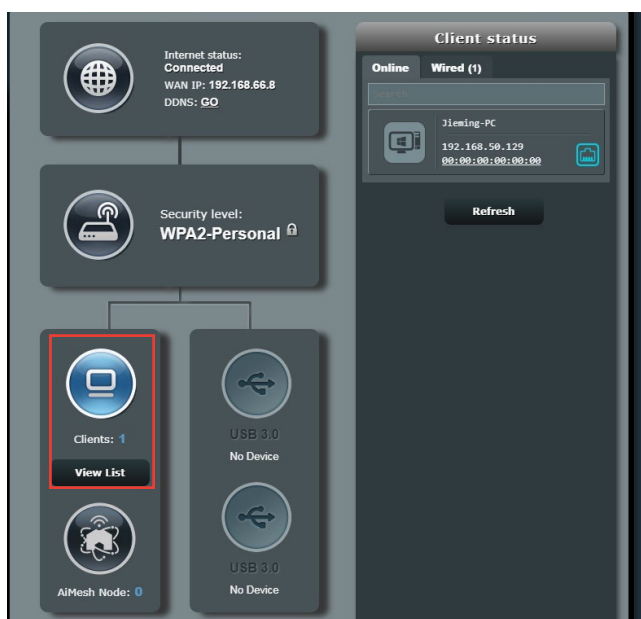 Internet status:
Connected
WAN IP: 192.168.66.8
DDNS: GO
Security level:
WPA2-Personal
Clients: 1
View List
AiMesh Node: 0
USB 3.0
No Device
USB 3.0
No Device
Client status
Online Wired (1)
Search
Jieming-PC
192.168.50.129
00:00:00:00:00:00
Refresh